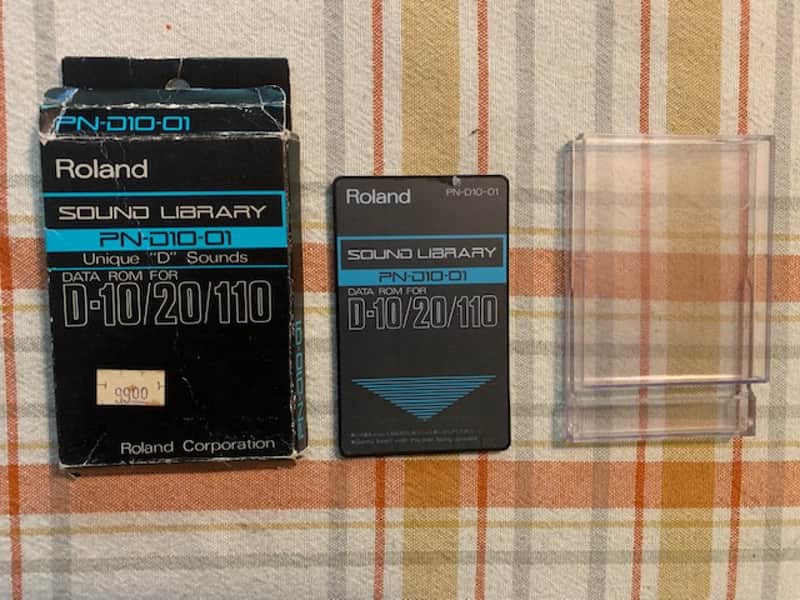 PN-D10-01
Roland
SOUND LIBRARY
PN-D10-01
Unique "D" Sounds
DATA ROM FOR
D-10/20/110
9900
Roland Corporation
PN-D10-01
Roland
PN-D10-01
SOUND LIBRARY
PN-D10-01
DATA ROM FOR
D-10/20/110